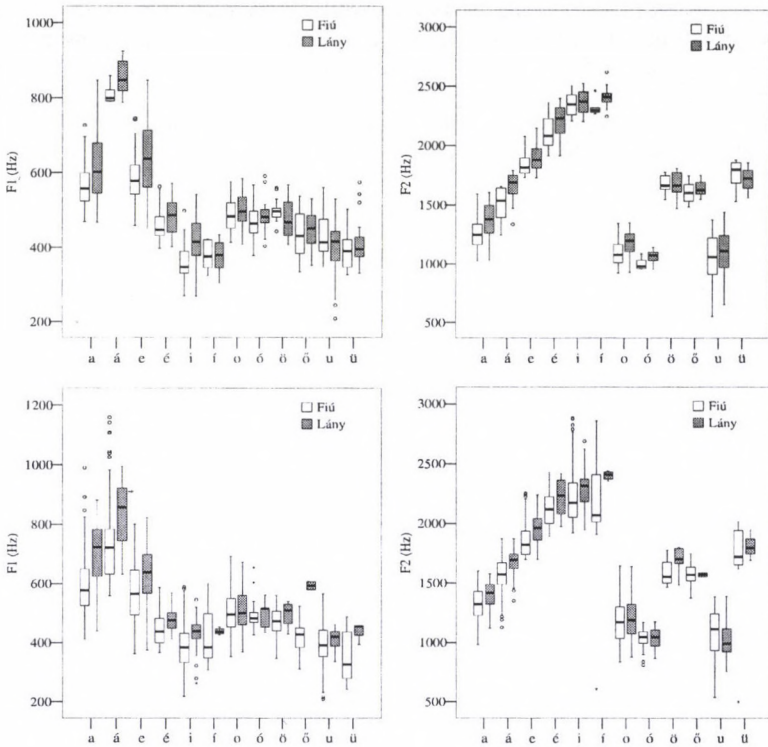 1000
800
600
400
200
F1 (Hz)
Fiú
Lány
a á e é i í o ó ö ő u ü
3000
2500
2000
1500
1000
500
F2 (Hz)
Fiú
Lány
a á e é i í o ó ö ő u ü
1200
1000
800
600
400
200
F1 (Hz)
Fiú
Lány
a á e é i í o ó ö ő u ü
3000
2500
2000
1500
1000
500
F2 (Hz)
Fiú
Lány
a á e é i í o ó ö ő u ü